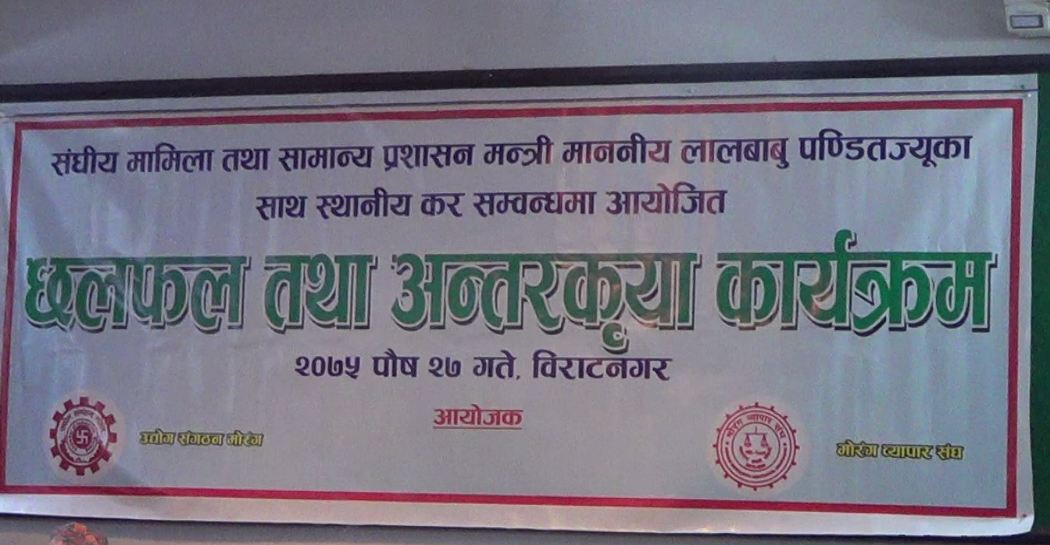 संघीय मामिला तथा सामान्य प्रशासन मन्त्री माननीय लालबाबु पण्डितज्यूका
साथ स्थानीय कर सम्वन्धमा आयोजित
छलफल तथा अन्तरकृया कार्यक्रम
२०७५ पौष २७ गते, विराटनगर
आयोजक
उद्योग संगठन मोरंग
मोरंग व्यापार संघ
मोरंग व्यापार संघ